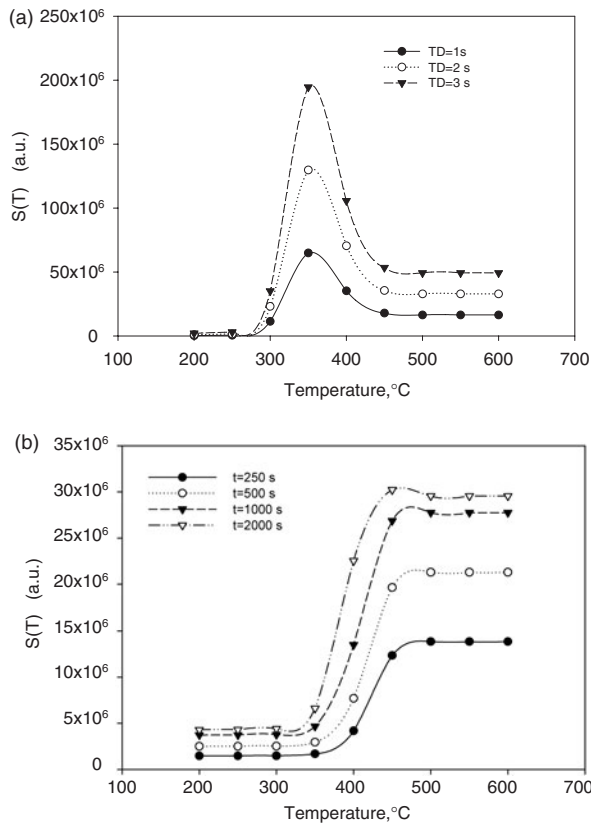 (a)
250x10⁶
200x10⁶
150x10⁶
100x10⁶
50x10⁶
0
S(T) (a.u.)
TD=1s
TD=2 s
TD=3 s
100 200 300 400 500 600 700
Temperature,°C
(b)
35x10⁶
30x10⁶
25x10⁶
20x10⁶
15x10⁶
10x10⁶
5x10⁶
0
S(T) (a.u.)
t=250 s
t=500 s
t=1000 s
t=2000 s
100 200 300 400 500 600 700
Temperature,°C